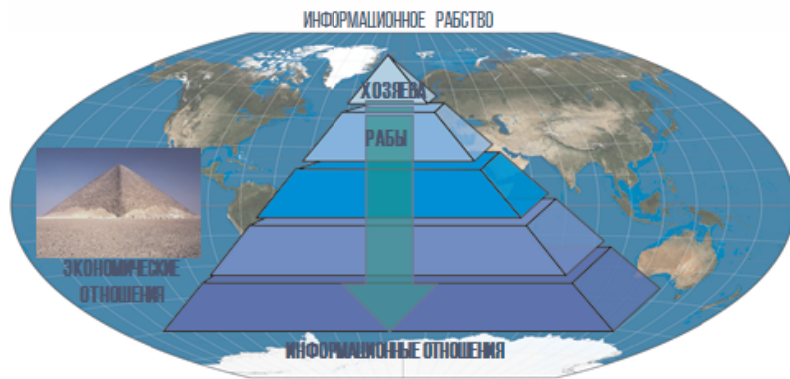 ИНФОРМАЦИОННОЕ РАБСТВО
ХОЗЯЕВА
РАБЫ
ЭКОНОМИЧЕСКИЕ
ОТНОШЕНИЯ
ИНФОРМАЦИОННЫЕ ОТНОШЕНИЯ